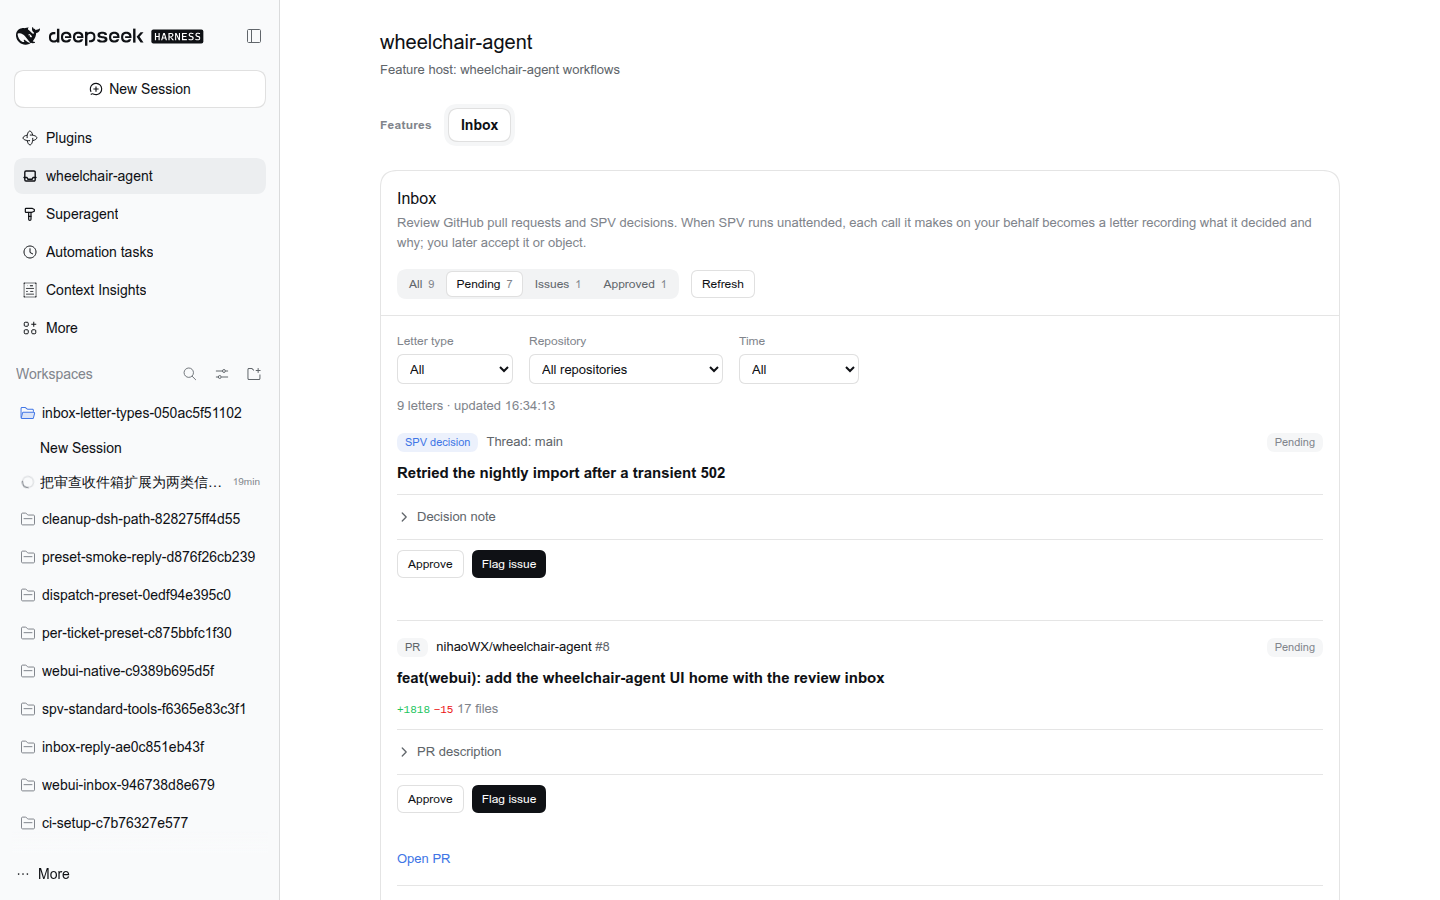 deepseek HARNESS
New Session
Plugins
wheelchair-agent
Superagent
Automation tasks
Context Insights
More
Workspaces
inbox-letter-types-050ac5f51102
New Session
把审查收件箱扩展为两类信… 19min
cleanup-dsh-path-828275ff4d55
preset-smoke-reply-d876f26cb239
dispatch-preset-0edf94e395c0
per-ticket-preset-c875bbfc1f30
webui-native-c9389b695d5f
spv-standard-tools-f6365e83c3f1
inbox-reply-ae0c851eb43f
webui-inbox-946738d8e679
ci-setup-c7b76327e577
More
wheelchair-agent
Feature host: wheelchair-agent workflows
Features Inbox
Inbox
Review GitHub pull requests and SPV decisions. When SPV runs unattended, each call it makes on your behalf becomes a letter recording what it decided and
why; you later accept it or object.
All 9 Pending 7 Issues 1 Approved 1 Refresh
Letter type Repository Time
All All repositories All
9 letters · updated 16:34:13
SPV decision Thread: main Pending
Retried the nightly import after a transient 502
Decision note
Approve Flag issue
PR nihaoWX/wheelchair-agent #8 Pending
feat(webui): add the wheelchair-agent UI home with the review inbox
+1818 −15 17 files
PR description
Approve Flag issue
Open PR